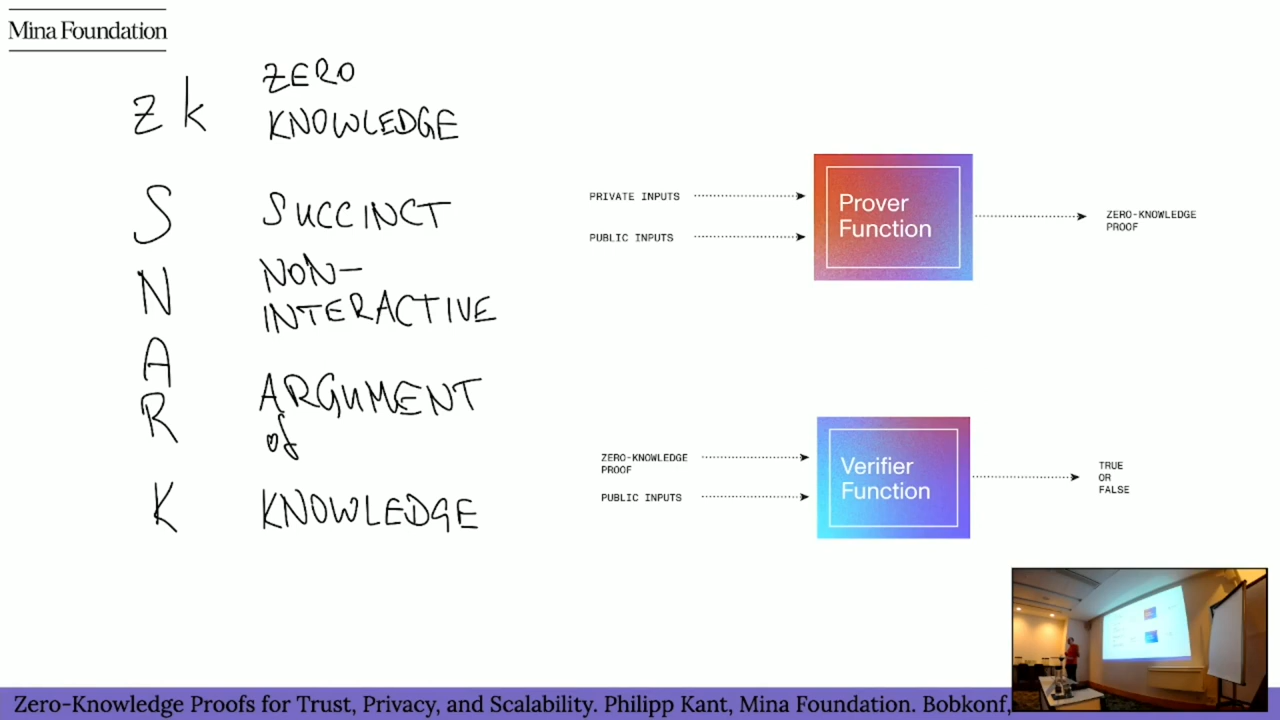 Mina Foundation
z k ZERO
KNOWLEDGE
S SUCCINCT
N NON-
INTERACTIVE
A
R ARGUMENT
of
K KNOWLEDGE
PRIVATE INPUTS
PUBLIC INPUTS
Prover
Function
ZERO-KNOWLEDGE
PROOF
ZERO-KNOWLEDGE
PROOF
PUBLIC INPUTS
Verifier
Function
TRUE
OR
FALSE
Zero-Knowledge Proofs for Trust, Privacy, and Scalability. Philipp Kant, Mina Foundation. Bobkonf,